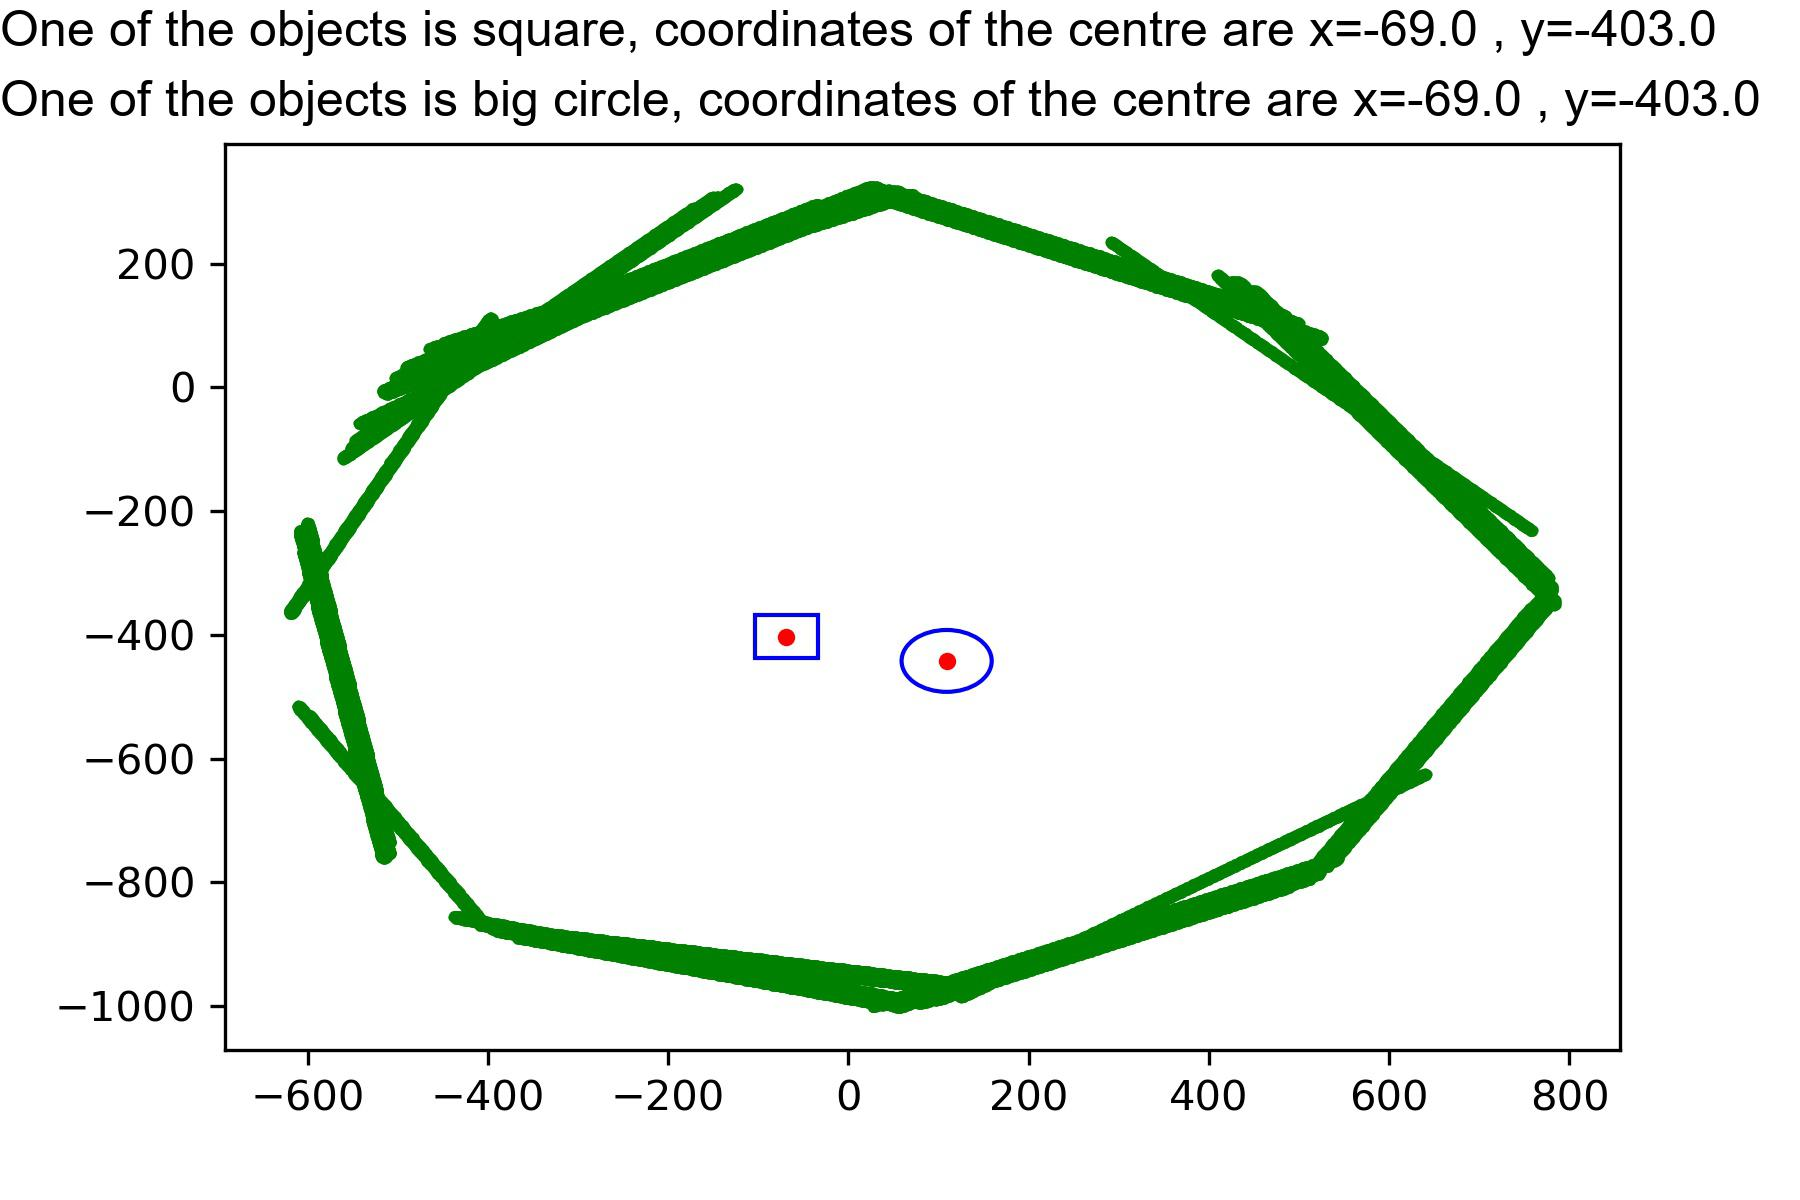 One of the objects is square, coordinates of the centre are x=-69.0 , y=-403.0
One of the objects is big circle, coordinates of the centre are x=-69.0 , y=-403.0
200
0
−200
−400
−600
−800
−1000
−600 −400 −200 0 200 400 600 800